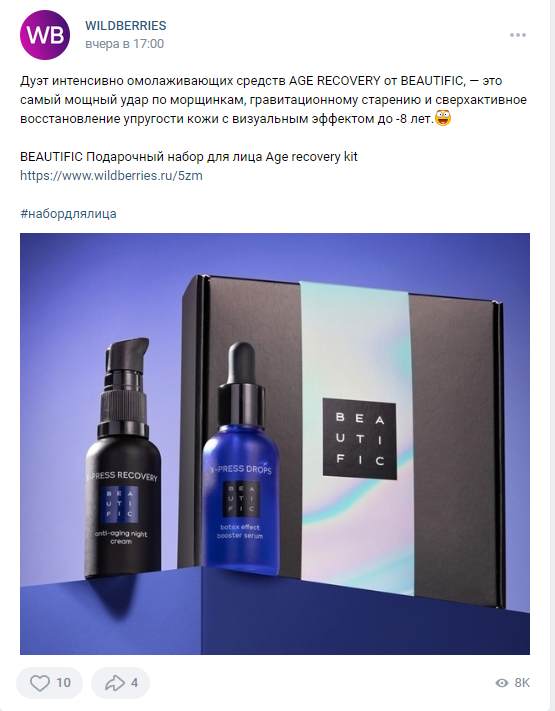 WB
WILDBERRIES
вчера в 17:00
Дуэт интенсивно омолаживающих средств AGE RECOVERY от BEAUTIFIC, — это
самый мощный удар по морщинкам, гравитационному старению и сверхактивное
восстановление упругости кожи с визуальным эффектом до -8 лет.🤪
BEAUTIFIC Подарочный набор для лица Age recovery kit
https://www.wildberries.ru/5zm
#набордлялица
X-PRESS RECOVERY
BEA
UTI
FIC
anti-aging night
cream
X-PRESS DROPS
BEA
UTI
FIC
botox effect
booster serum
BEA
UTI
FIC
10
4
8K